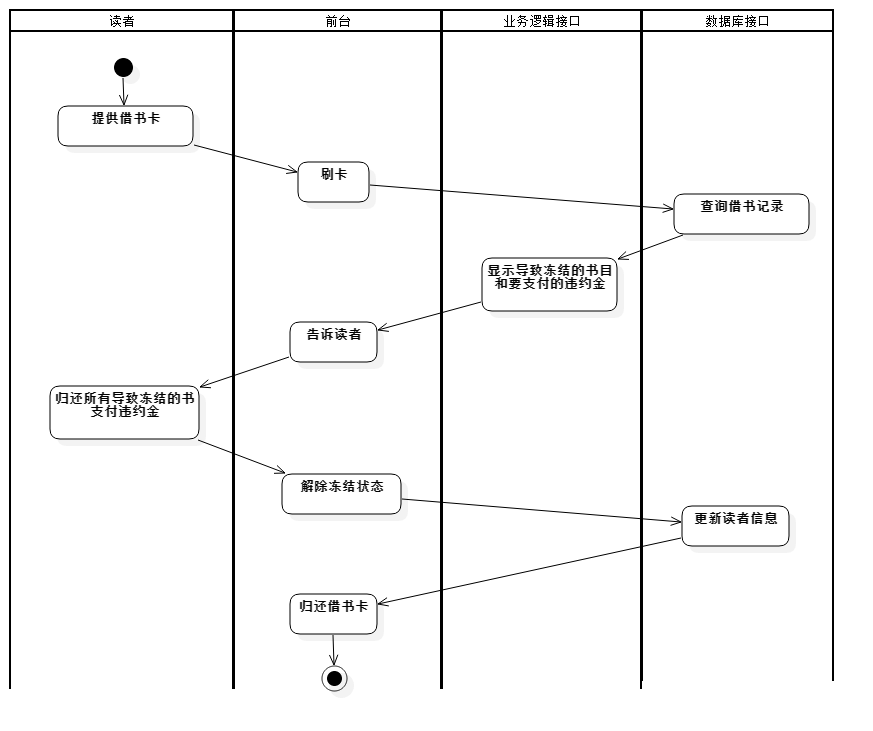 读者
前台
业务逻辑接口
数据库接口
提供借书卡
刷卡
查询借书记录
显示导致冻结的书目
和要支付的违约金
告诉读者
归还所有导致冻结的书
支付违约金
解除冻结状态
更新读者信息
归还借书卡